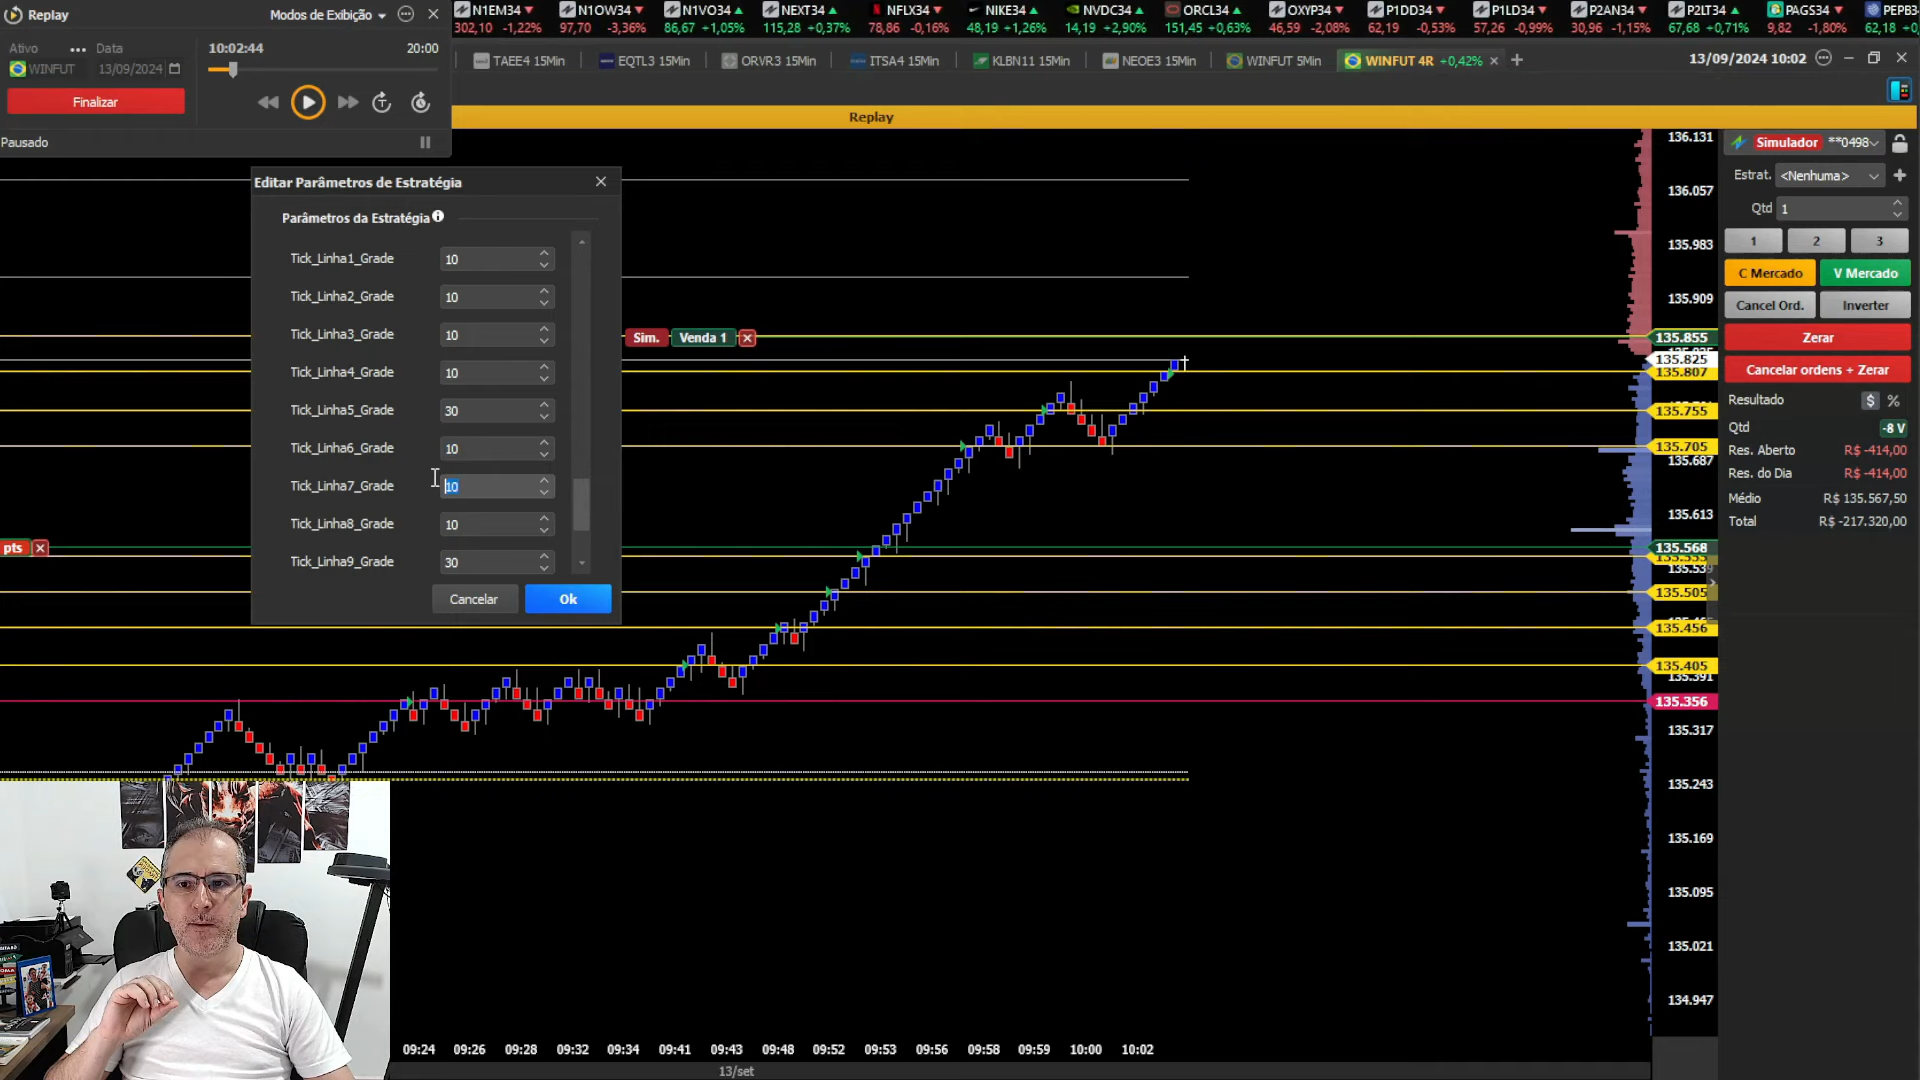 Replay
Modos de Exibição
Ativo
Data
10:02:44
20:00
WINFUT
13/09/2024
Finalizar
Pausado
N1EM34
302,10 -1,22%
N1OW34
97,70 -3,36%
N1VO34
86,67 +1,05%
NEXT34
115,28 +0,37%
NFLX34
78,86 -0,16%
NIKE34
48,19 +1,26%
NVDC34
14,19 +2,90%
ORCL34
151,45 +0,63%
OXYP34
46,59 -2,08%
P1DD34
62,19 -0,53%
P1LD34
57,26 -0,99%
P2AN34
30,96 -1,15%
P2LT34
67,68 +0,71%
PAGS34
9,82 -1,80%
PEPB3
62,18 +0,
TAEE4 15Min
EQTL3 15Min
ORVR3 15Min
ITSA4 15Min
KLBN11 15Min
NEOE3 15Min
WINFUT 5Min
WINFUT 4R +0,42%
13/09/2024 10:02
Replay
Editar Parâmetros de Estratégia
Parâmetros da Estratégia
Tick_Linha1_Grade 10
Tick_Linha2_Grade 10
Tick_Linha3_Grade 10
Tick_Linha4_Grade 10
Tick_Linha5_Grade 30
Tick_Linha6_Grade 10
Tick_Linha7_Grade 10
Tick_Linha8_Grade 10
Tick_Linha9_Grade 30
Cancelar
Ok
Sim.
Venda 1
pts
136.131
136.057
135.983
135.909
135.855
135.825
135.807
135.755
135.705
135.687
135.613
135.568
135.539
135.505
135.456
135.405
135.391
135.356
135.317
135.243
135.169
135.095
135.021
134.947
Simulador **0498
Estrat. <Nenhuma>
Qtd 1
1
2
3
C Mercado
V Mercado
Cancel Ord.
Inverter
Zerar
Cancelar ordens + Zerar
Resultado
$
%
Qtd -8 V
Res. Aberto R$ -414,00
Res. do Dia R$ -414,00
Médio R$ 135.567,50
Total R$ -217.320,00
09:24
09:26
09:28
09:32
09:34
09:41
09:43
09:48
09:52
09:53
09:56
09:58
09:59
10:00
10:02
13/set